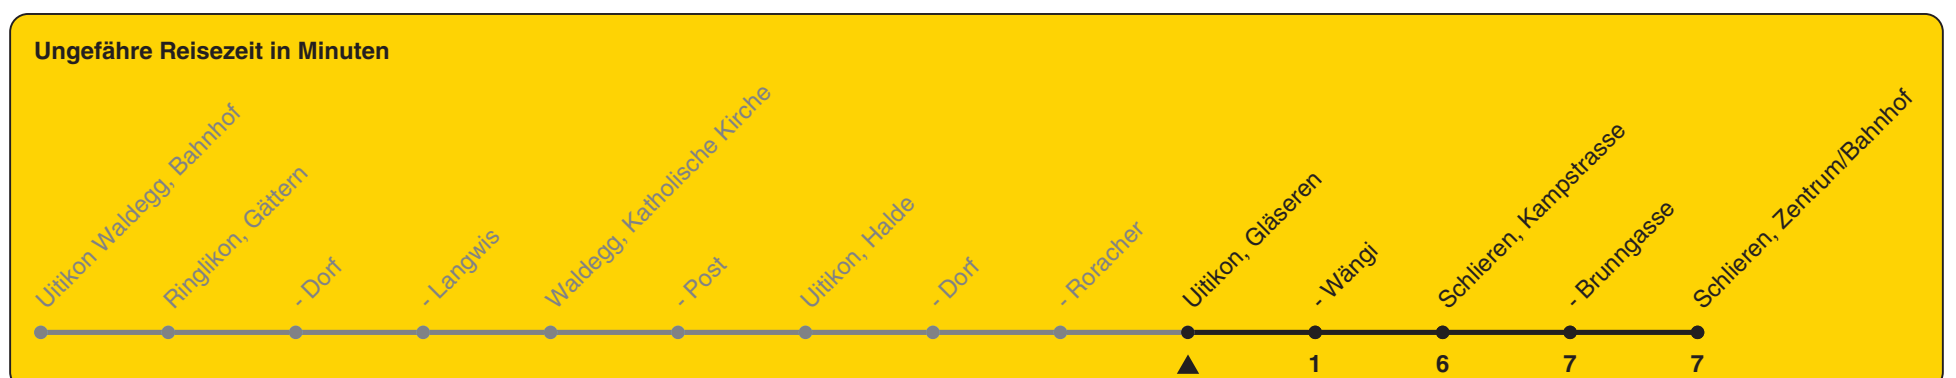 Ungefähre Reisezeit in Minuten
Uitikon Waldegg, Bahnhof
Ringlikon, Gättern
- Dorf
- Langwis
Waldegg, Katholische Kirche
- Post
Uitikon, Halde
- Dorf
- Roracher
Uitikon, Gläseren
- Wängi
Schlieren, Kampstrasse
- Brunngasse
Schlieren, Zentrum/Bahnhof
1 6 7 7